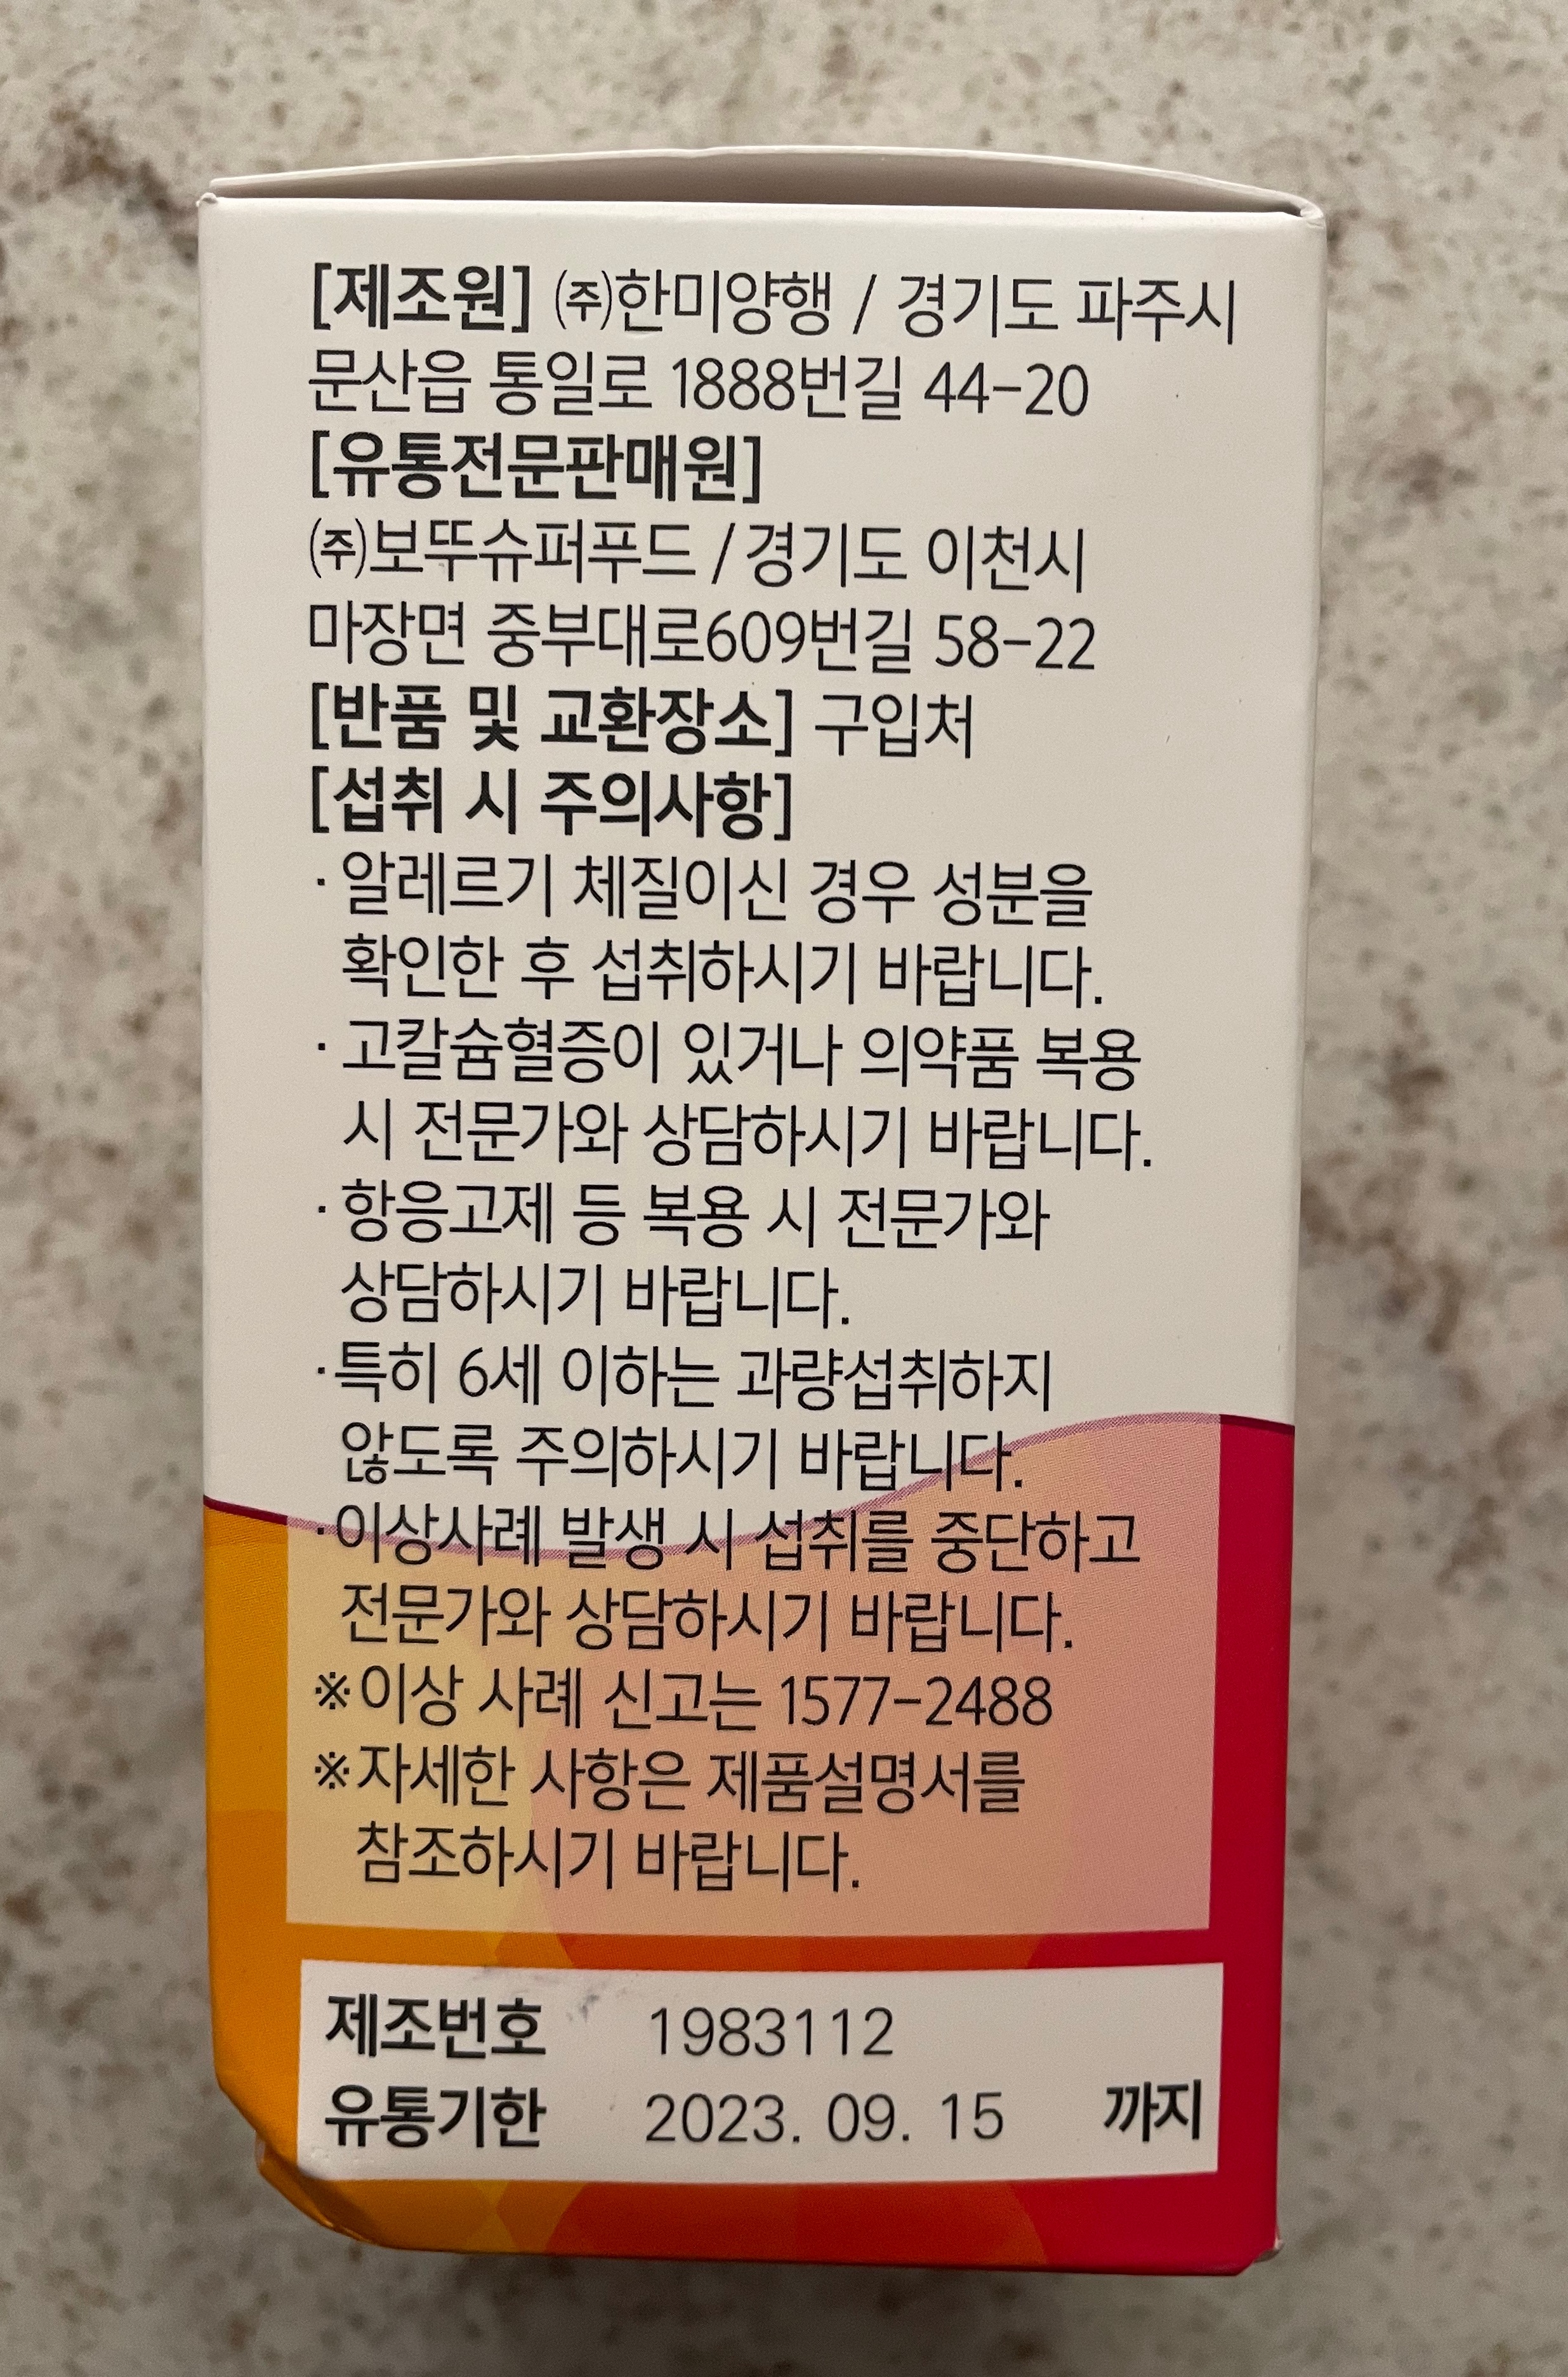 [제조원] ㈜한미양행 / 경기도 파주시
문산읍 통일로 1888번길 44-20
[유통전문판매원]
㈜보뚜슈퍼푸드 / 경기도 이천시
마장면 중부대로609번길 58-22
[반품 및 교환장소] 구입처
[섭취 시 주의사항]
· 알레르기 체질이신 경우 성분을
확인한 후 섭취하시기 바랍니다.
· 고칼슘혈증이 있거나 의약품 복용
시 전문가와 상담하시기 바랍니다.
· 항응고제 등 복용 시 전문가와
상담하시기 바랍니다.
· 특히 6세 이하는 과량섭취하지
않도록 주의하시기 바랍니다.
· 이상사례 발생 시 섭취를 중단하고
전문가와 상담하시기 바랍니다.
※ 이상 사례 신고는 1577-2488
※ 자세한 사항은 제품설명서를
참조하시기 바랍니다.
제조번호 1983112
유통기한 2023. 09. 15 까지